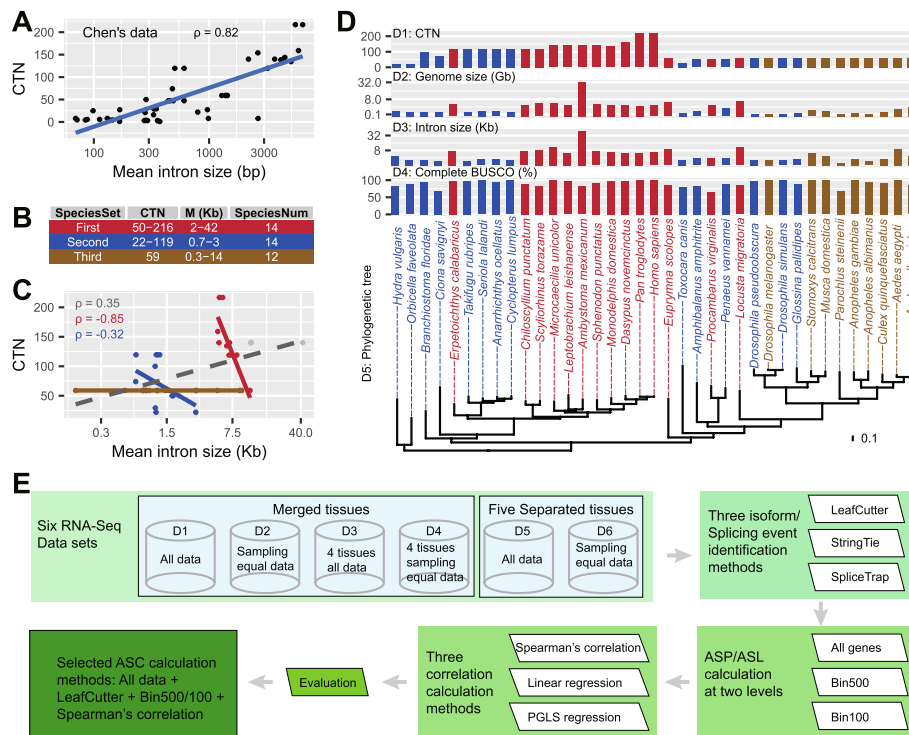 A
Chen's data
ρ = 0.82
CTN
200
150
100
50
0
100
300
1000
3000
Mean intron size (bp)
B
SpeciesSet CTN M (Kb) SpeciesNum
First 50−216 2−42 14
Second 22−119 0.7−3 14
Third 59 0.3−14 12
C
ρ = 0.35
ρ = -0.85
ρ = -0.32
CTN
200
150
100
50
0.3
1.5
7.5
40.0
Mean intron size (Kb)
D
D1: CTN
200
100
0
D2: Genome size (Gb)
32.0
8.0
0.1
D3: Intron size (Kb)
32
8
D4: Complete BUSCO (%)
100
50
0
D5: Phylogenetic tree
Hydra vulgaris
Orbicella faveolata
Branchiostoma floridae
Ciona savignyi
Erpetoichthys calabaricus
Takifugu rubripes
Seriola lalandi
Anarrhichthys ocellatus
Cyclopterus lumpus
Chiloscyllium punctatum
Scyliorhinus torazame
Microcaecilia unicolor
Leptobrachium leishanense
Ambystoma mexicanum
Sphenodon punctatus
Monodelphis domestica
Dasypus novemcinctus
Pan troglodytes
Homo sapiens
Euprymna scolopes
Toxocara canis
Amphibalanus amphitrite
Procambarus virginalis
Penaeus vannamei
Locusta migratoria
Drosophila pseudoobscura
Drosophila melanogaster
Drosophila simulans
Glossina pallidipes
Stomoxys calcitrans
Musca domestica
Parochlus steinenii
Anopheles gambiae
Anopheles albimanus
Culex quinquefasciatus
Aedes aegypti
0.1
E
Six RNA-Seq
Data sets
Merged tissues
D1
All data
D2
Sampling
equal data
D3
4 tissues
all data
D4
4 tissues
sampling
equal data
Five Separated tissues
D5
All data
D6
Sampling
equal data
Three isoform/
Splicing event
identification
methods
LeafCutter
StringTie
SpliceTrap
ASP/ASL
calculation
at two levels
All genes
Bin500
Bin100
Three
correlation
calculation
methods
Spearman's correlation
Linear regression
PGLS regression
Evaluation
Selected ASC calculation
methods: All data +
LeafCutter + Bin500/100 +
Spearman's correlation